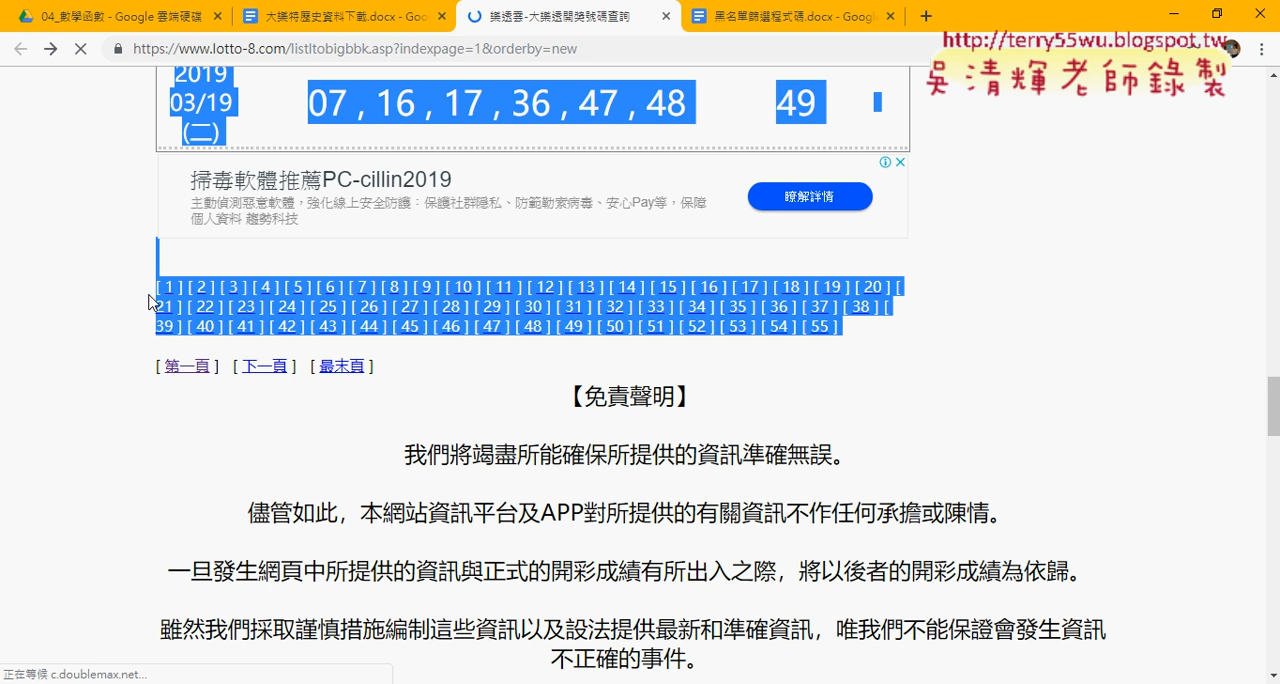 04_數學函數 - Google 雲端硬碟
大樂特歷史資料下載.docx - Goo
樂透雲-大樂透開獎號碼查詢
黑名單篩選程式碼.docx - Googl
https://www.lotto-8.com/listltobigbbk.asp?indexpage=1&orderby=new
http://terry55wu.blogspot.tw
吳清輝老師錄製
2019
03/19
(二)
07 , 16 , 17 , 36 , 47 , 48
49
掃毒軟體推薦PC-cillin2019
主動偵測惡意軟體，強化線上安全防護：保護社群隱私、防範勒索病毒、安心Pay等，保障
個人資料 趨勢科技
瞭解詳情
[ 1 ] [ 2 ] [ 3 ] [ 4 ] [ 5 ] [ 6 ] [ 7 ] [ 8 ] [ 9 ] [ 10 ] [ 11 ] [ 12 ] [ 13 ] [ 14 ] [ 15 ] [ 16 ] [ 17 ] [ 18 ] [ 19 ] [ 20 ] [
21 ] [ 22 ] [ 23 ] [ 24 ] [ 25 ] [ 26 ] [ 27 ] [ 28 ] [ 29 ] [ 30 ] [ 31 ] [ 32 ] [ 33 ] [ 34 ] [ 35 ] [ 36 ] [ 37 ] [ 38 ] [
39 ] [ 40 ] [ 41 ] [ 42 ] [ 43 ] [ 44 ] [ 45 ] [ 46 ] [ 47 ] [ 48 ] [ 49 ] [ 50 ] [ 51 ] [ 52 ] [ 53 ] [ 54 ] [ 55 ]
[ 第一頁 ] [ 下一頁 ] [ 最末頁 ]
【免責聲明】
我們將竭盡所能確保所提供的資訊準確無誤。
儘管如此，本網站資訊平台及APP對所提供的有關資訊不作任何承擔或陳情。
一旦發生網頁中所提供的資訊與正式的開彩成績有所出入之際，將以後者的開彩成績為依歸。
雖然我們採取謹慎措施編制這些資訊以及設法提供最新和準確資訊，唯我們不能保證會發生資訊
不正確的事件。
正在等候 c.doublemax.net...